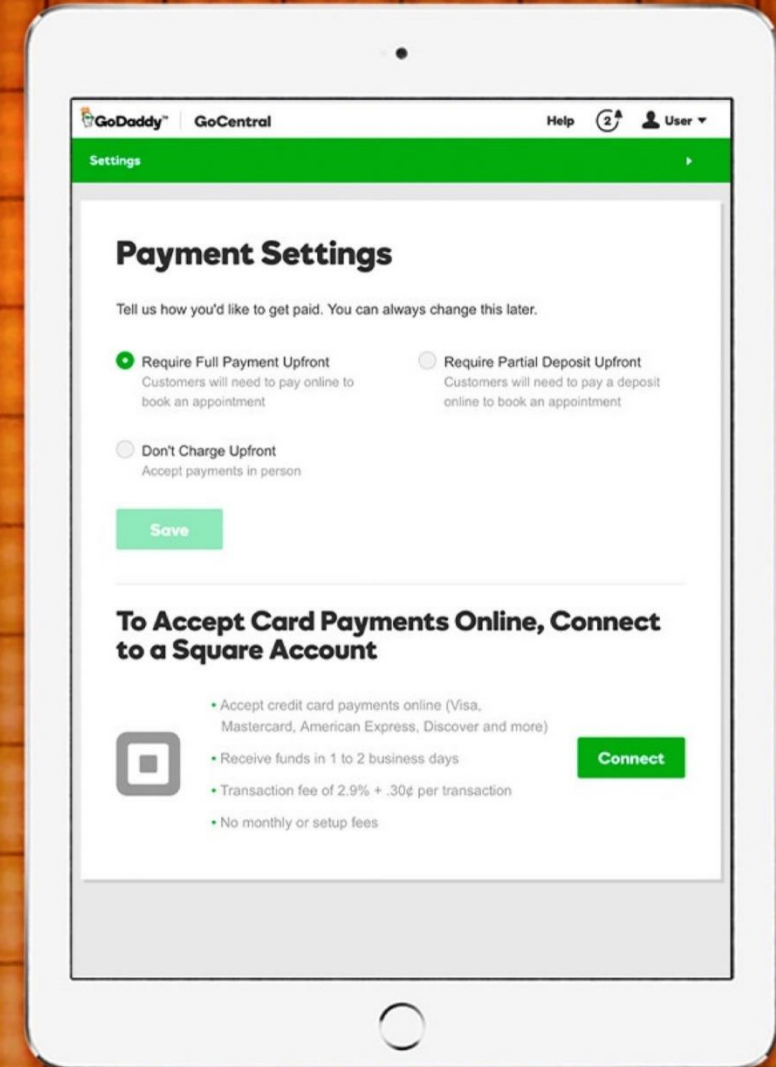 GoDaddy™ GoCentral Help 2 User
Settings
Payment Settings
Tell us how you'd like to get paid. You can always change this later.
Require Full Payment Upfront
Customers will need to pay online to
book an appointment
Require Partial Deposit Upfront
Customers will need to pay a deposit
online to book an appointment
Don't Charge Upfront
Accept payments in person
Save
To Accept Card Payments Online, Connect
to a Square Account
• Accept credit card payments online (Visa,
Mastercard, American Express, Discover and more)
• Receive funds in 1 to 2 business days
• Transaction fee of 2.9% + .30¢ per transaction
• No monthly or setup fees
Connect